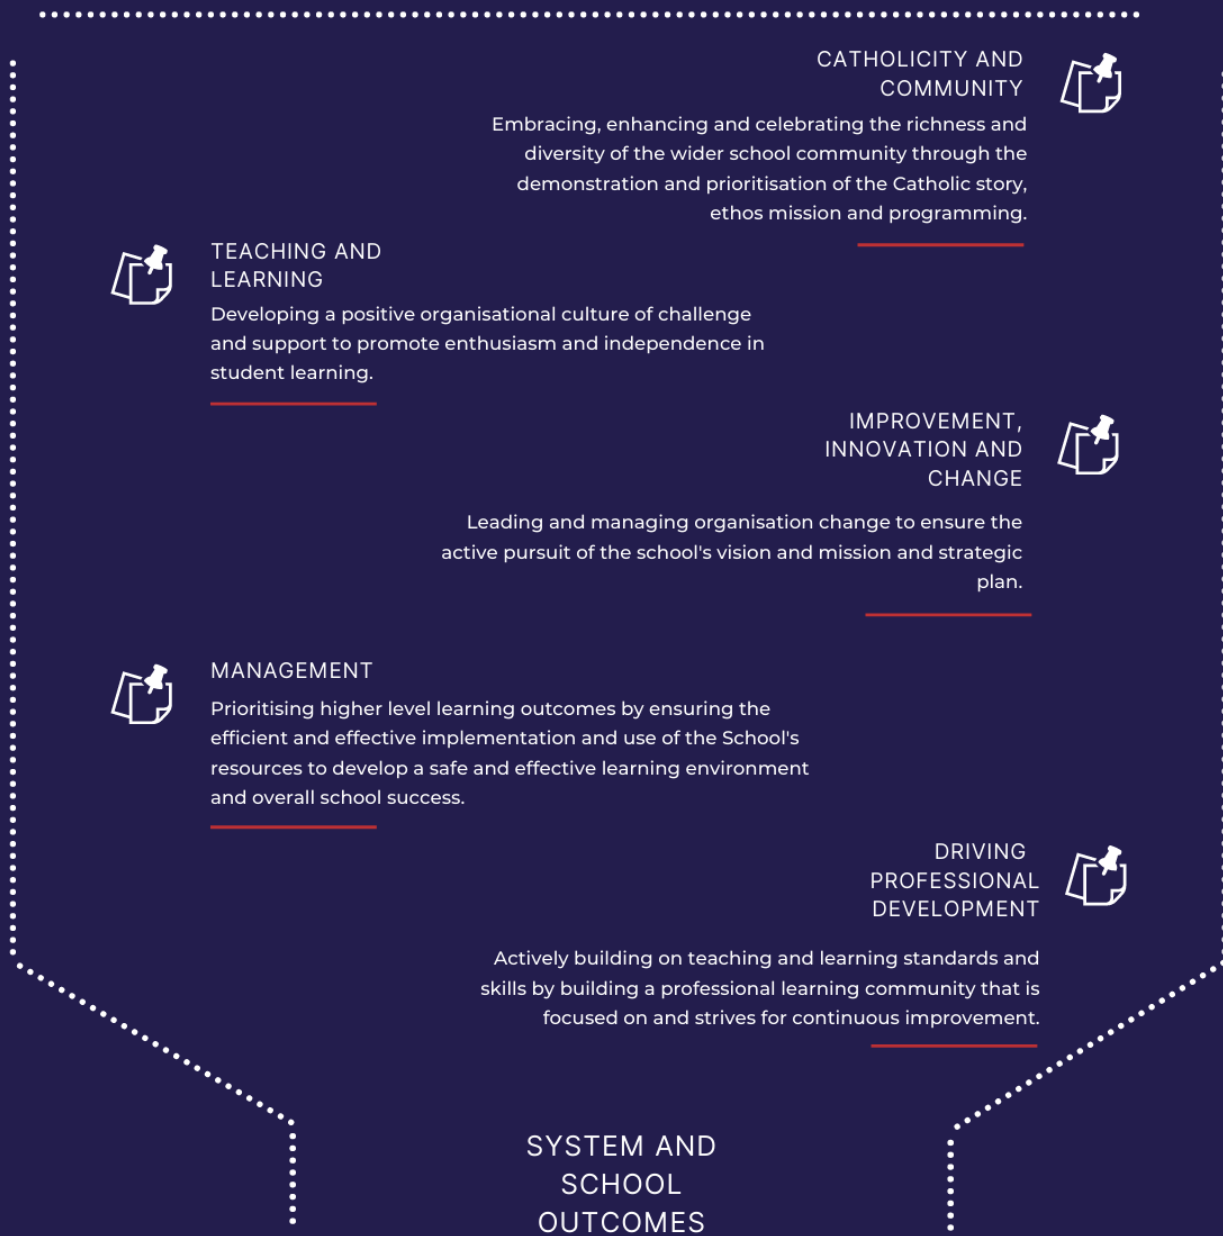 CATHOLICITY AND
COMMUNITY
Embracing, enhancing and celebrating the richness and
diversity of the wider school community through the
demonstration and prioritisation of the Catholic story,
ethos mission and programming.
TEACHING AND
LEARNING
Developing a positive organisational culture of challenge
and support to promote enthusiasm and independence in
student learning.
IMPROVEMENT,
INNOVATION AND
CHANGE
Leading and managing organisation change to ensure the
active pursuit of the school's vision and mission and strategic
plan.
MANAGEMENT
Prioritising higher level learning outcomes by ensuring the
efficient and effective implementation and use of the School's
resources to develop a safe and effective learning environment
and overall school success.
DRIVING
PROFESSIONAL
DEVELOPMENT
Actively building on teaching and learning standards and
skills by building a professional learning community that is
focused on and strives for continuous improvement.
SYSTEM AND
SCHOOL
OUTCOMES